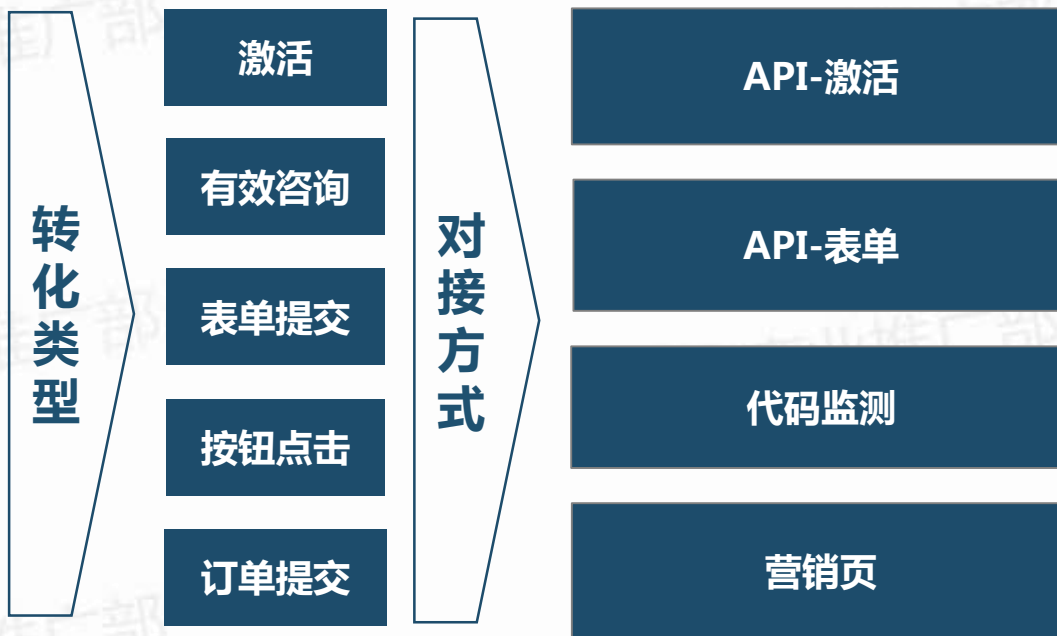 转化类型
激活
有效咨询
表单提交
按钮点击
订单提交
对接方式
API-激活
API-表单
代码监测
营销页